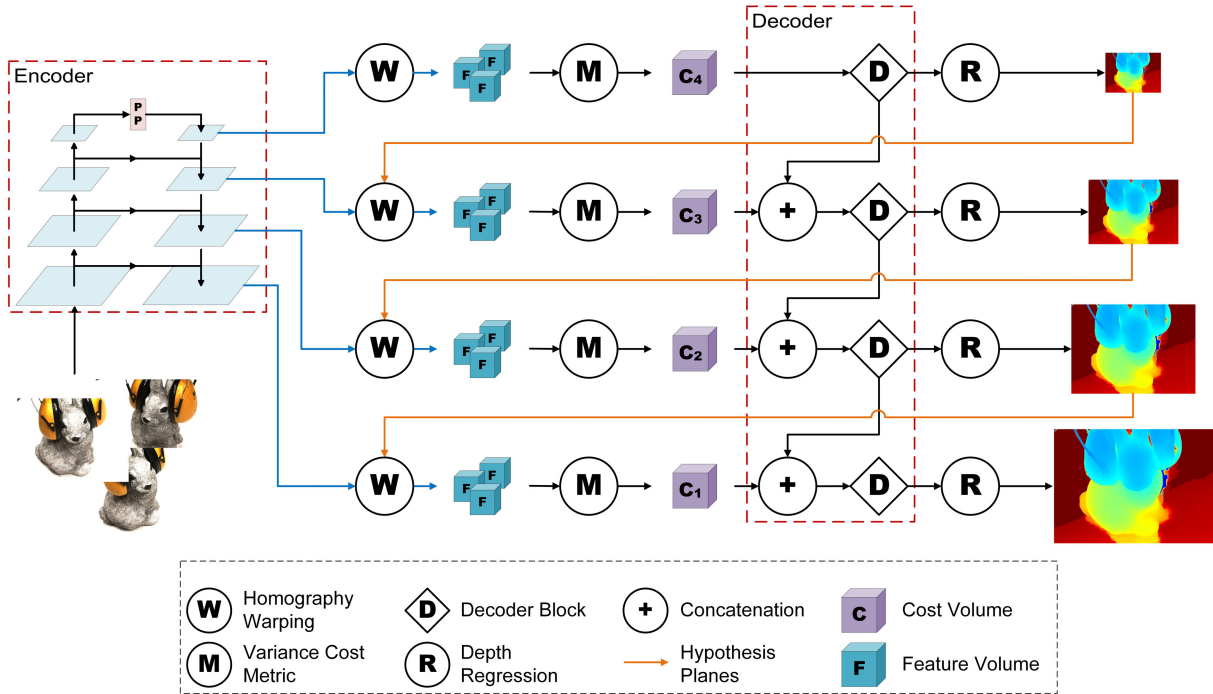 Encoder
Decoder
P
P
W F F F M C4 D R
W F F F M C3 + D R
W F F F M C2 + D R
W F F F M C1 + D R
W Homography Warping
D Decoder Block
+ Concatenation
C Cost Volume
M Variance Cost Metric
R Depth Regression
Hypothesis Planes
F Feature Volume